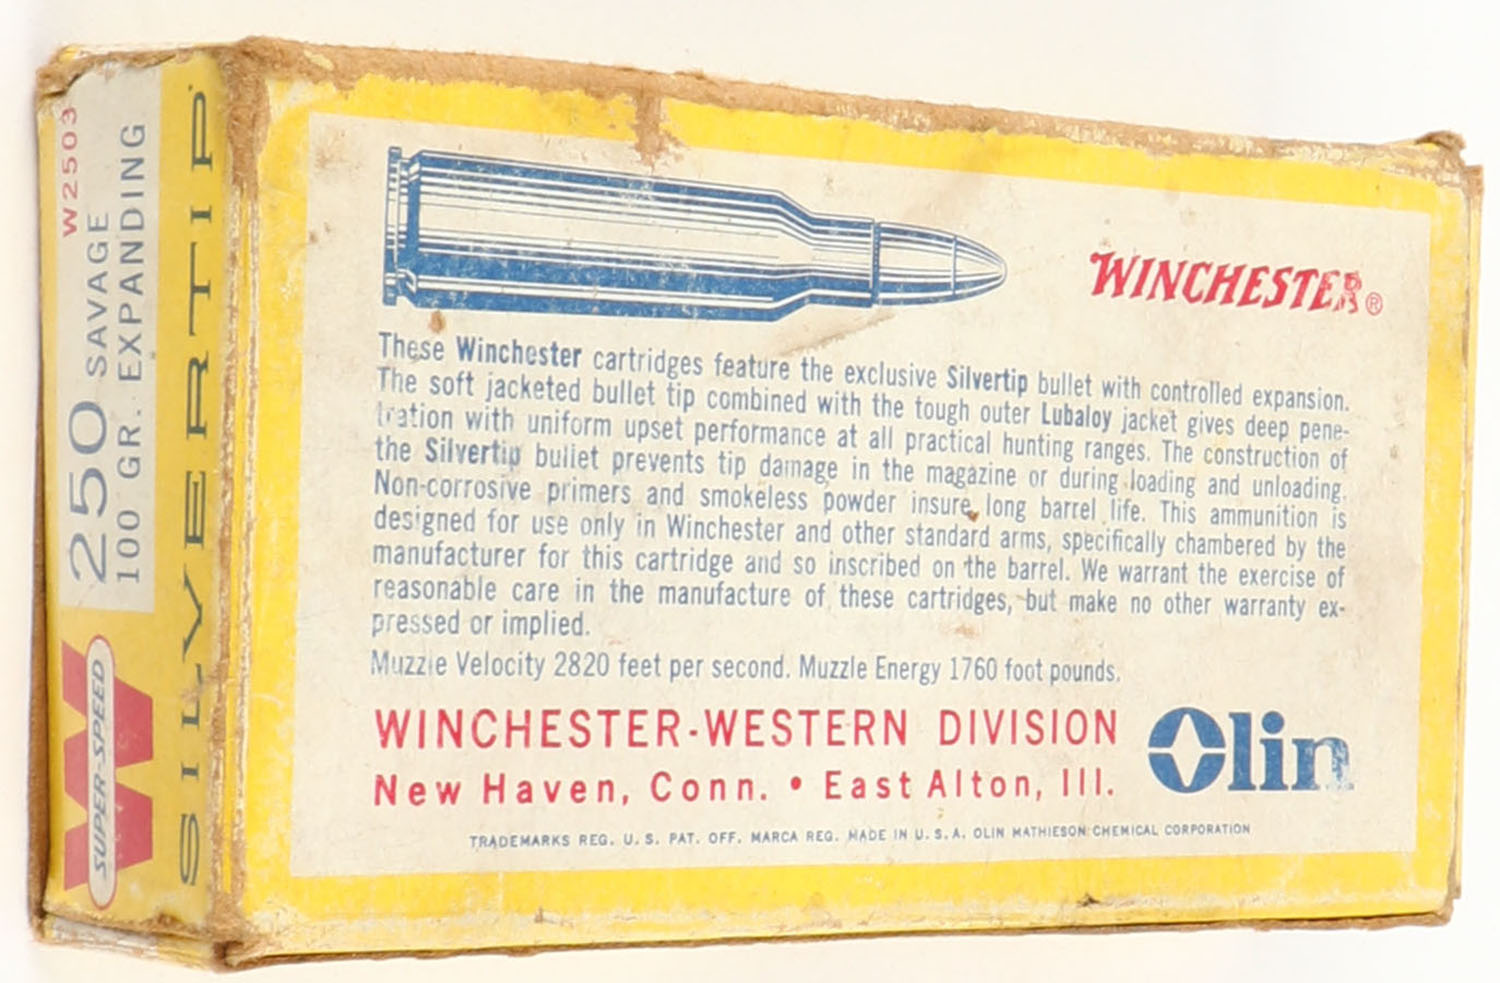 W2503
250 SAVAGE
100 GR. EXPANDING
SUPER-SPEED
W
SILVERTIP
WINCHESTER®
These Winchester cartridges feature the exclusive Silvertip bullet with controlled expansion.
The soft jacketed bullet tip combined with the tough outer Lubaloy jacket gives deep pene-
tration with uniform upset performance at all practical hunting ranges. The construction of
the Silvertip bullet prevents tip damage in the magazine or during loading and unloading.
Non-corrosive primers and smokeless powder insure long barrel life. This ammunition is
designed for use only in Winchester and other standard arms, specifically chambered by the
manufacturer for this cartridge and so inscribed on the barrel. We warrant the exercise of
reasonable care in the manufacture of these cartridges, but make no other warranty ex-
pressed or implied.
Muzzle Velocity 2820 feet per second. Muzzle Energy 1760 foot pounds.
WINCHESTER-WESTERN DIVISION
New Haven, Conn. • East Alton, Ill.
Olin
TRADEMARKS REG. U. S. PAT. OFF. MARCA REG. MADE IN U. S. A. OLIN MATHIESON CHEMICAL CORPORATION